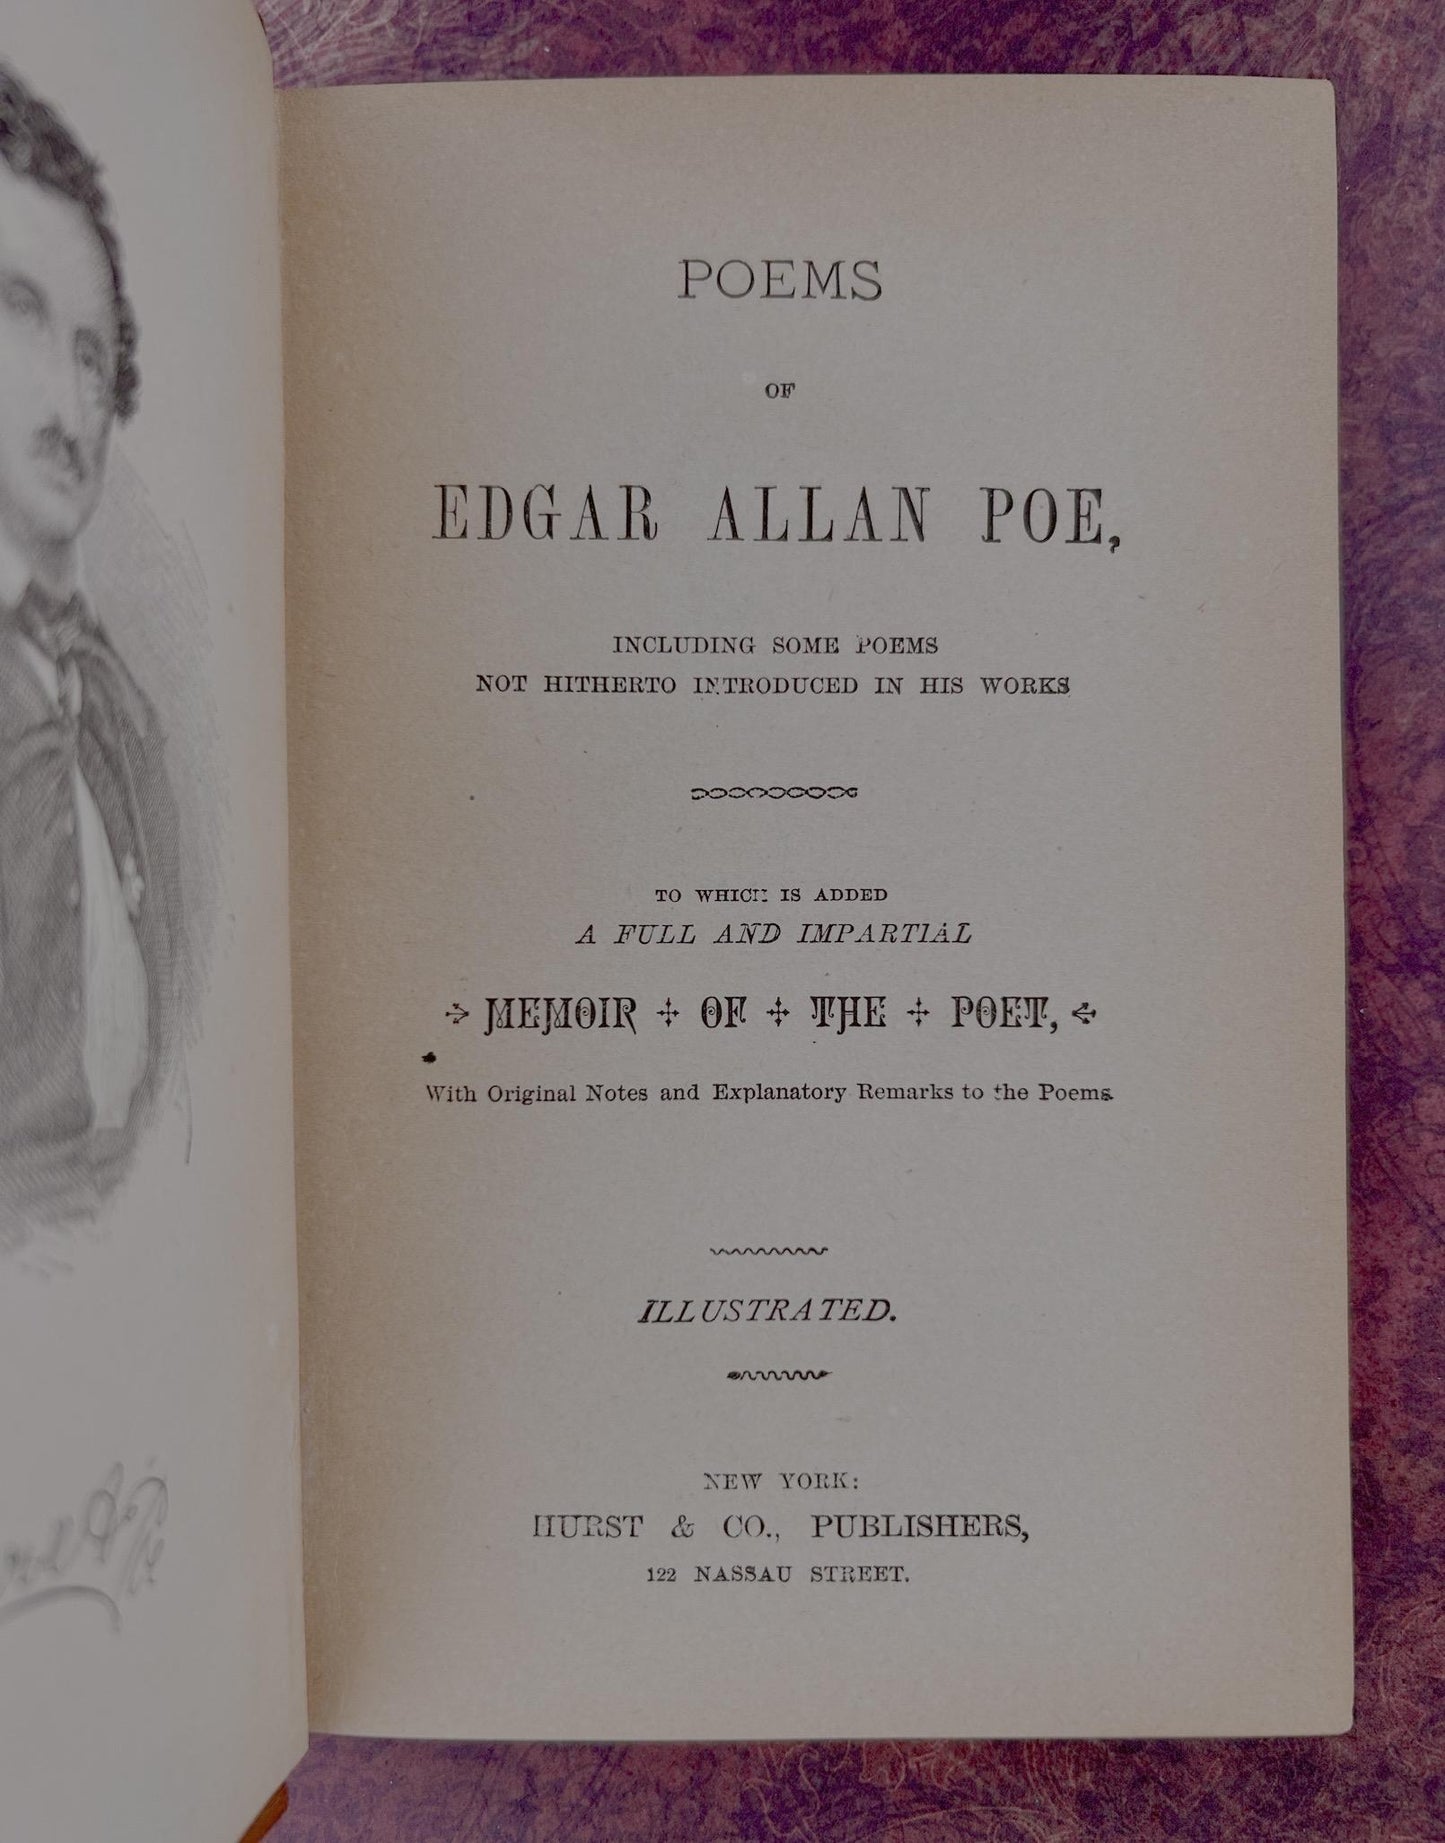 POEMS
OF
EDGAR ALLAN POE,
INCLUDING SOME POEMS
NOT HITHERTO INTRODUCED IN HIS WORKS
TO WHICH IS ADDED
A FULL AND IMPARTIAL
MEMOIR OF THE POET,
With Original Notes and Explanatory Remarks to the Poems.
ILLUSTRATED.
NEW YORK:
HURST & CO., PUBLISHERS,
122 NASSAU STREET.